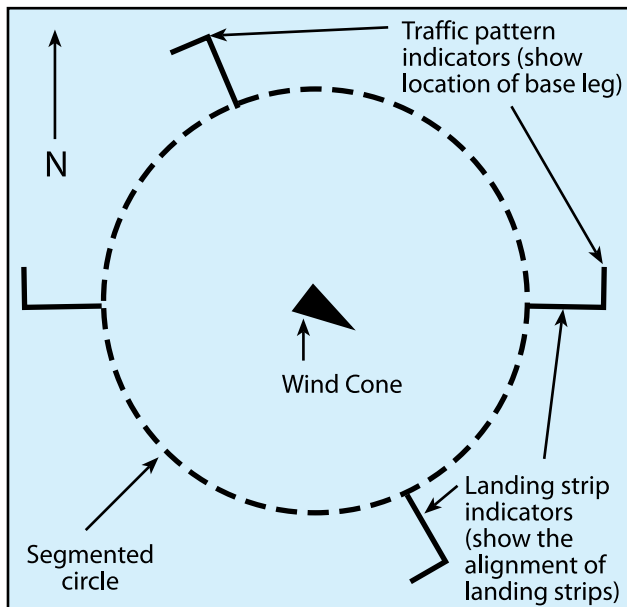 Traffic pattern
indicators (show
location of base leg)
N
Wind Cone
Landing strip
indicators
(show the
alignment of
landing strips)
Segmented
circle